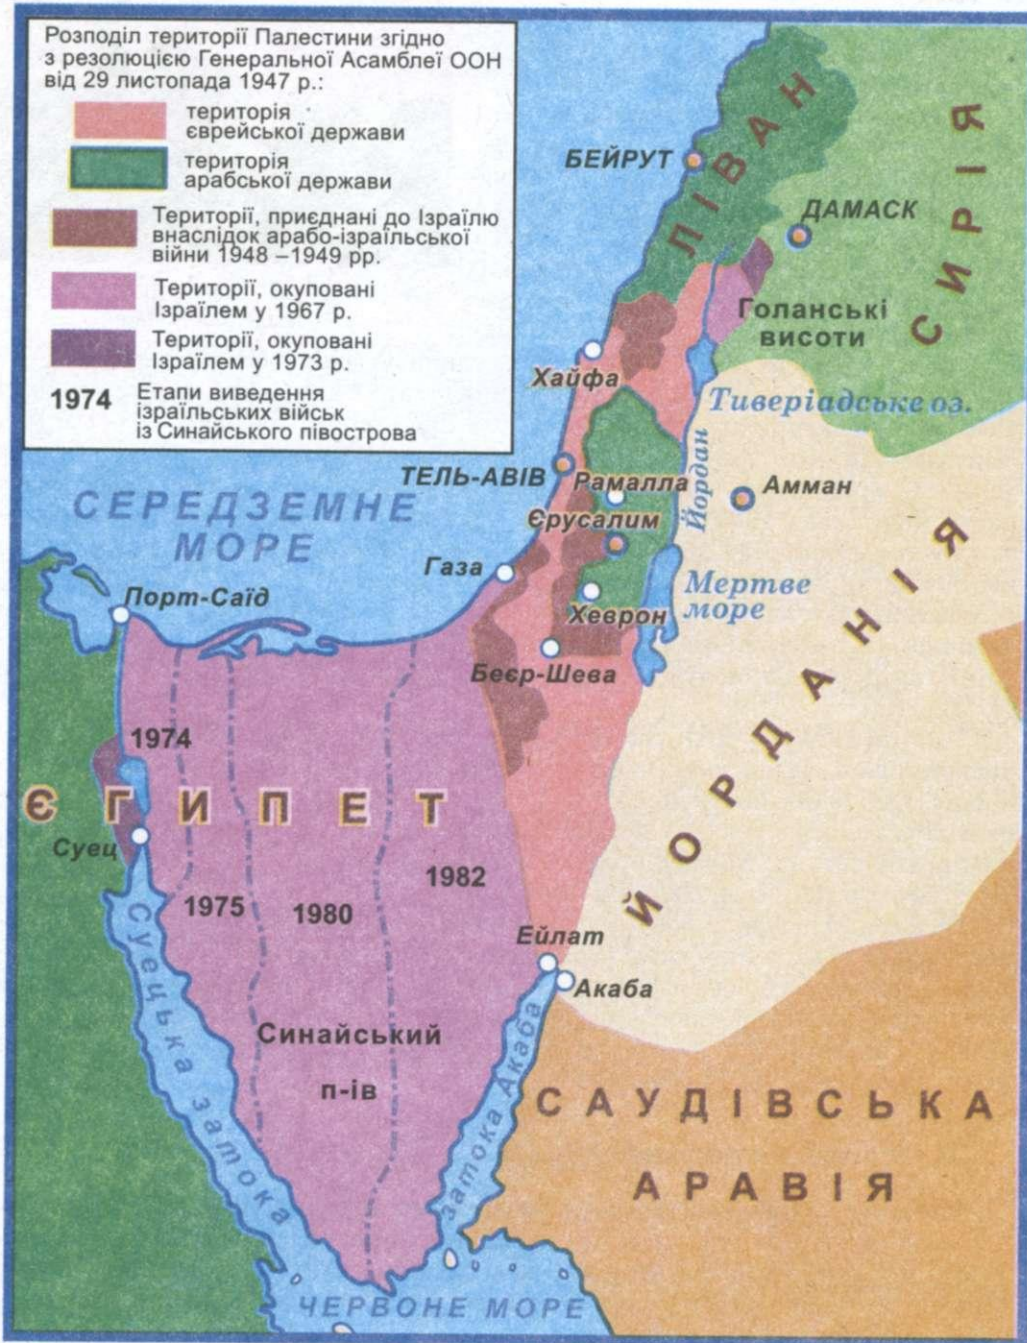 Розподіл території Палестини згідно
з резолюцією Генеральної Асамблеї ООН
від 29 листопада 1947 р.:
територія
єврейської держави
територія
арабської держави
Території, приєднані до Ізраїлю
внаслідок арабо-ізраїльської
війни 1948 –1949 рр.
Території, окуповані
Ізраїлем у 1967 р.
Території, окуповані
Ізраїлем у 1973 р.
1974 Етапи виведення
ізраїльських військ
із Синайського півострова
ЛІВАН
БЕЙРУТ
СИРІЯ
ДАМАСК
Голанські
висоти
Хайфа
Тиверіадське оз.
ТЕЛЬ-АВІВ
Рамалла
Йордан
Амман
СЕРЕДЗЕМНЕ
МОРЕ
Єрусалим
Газа
Мертве
море
Порт-Саїд
Хеврон
Беєр-Шева
ЙОРДАНІЯ
1974
ЄГИПЕТ
Суец
1975
1980
1982
Суецька затока
Ейлат
Акаба
Синайський
п-ів
затока Акаба
САУДІВСЬКА
АРАВІЯ
ЧЕРВОНЕ МОРЕ